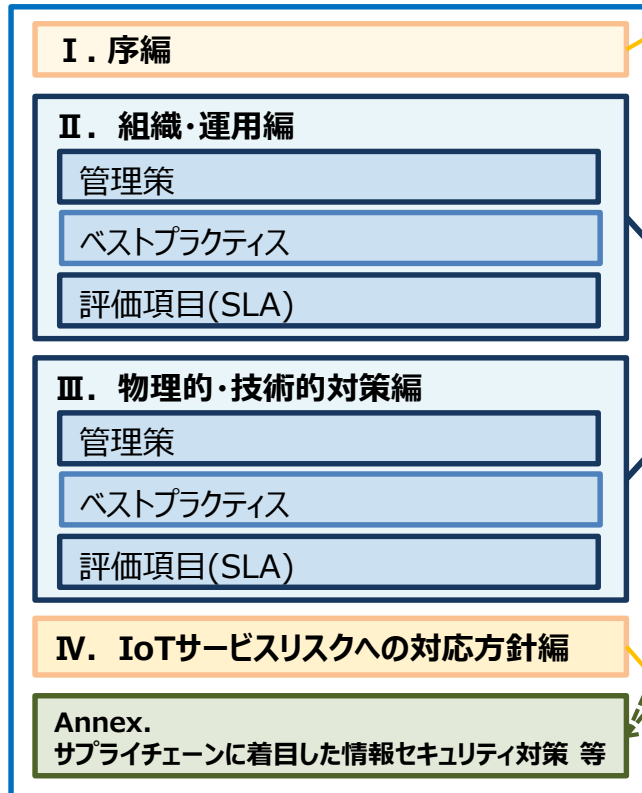 Ⅰ．序編
Ⅱ．組織・運用編
管理策
ベストプラクティス
評価項目(SLA)
Ⅲ．物理的・技術的対策編
管理策
ベストプラクティス
評価項目(SLA)
Ⅳ．IoTサービスリスクへの対応方針編
Annex.
サプライチェーンに着目した情報セキュリティ対策 等